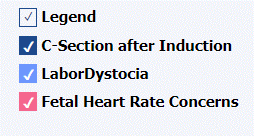 Legend
C-Section after Induction
LaborDystocia
Fetal Heart Rate Concerns